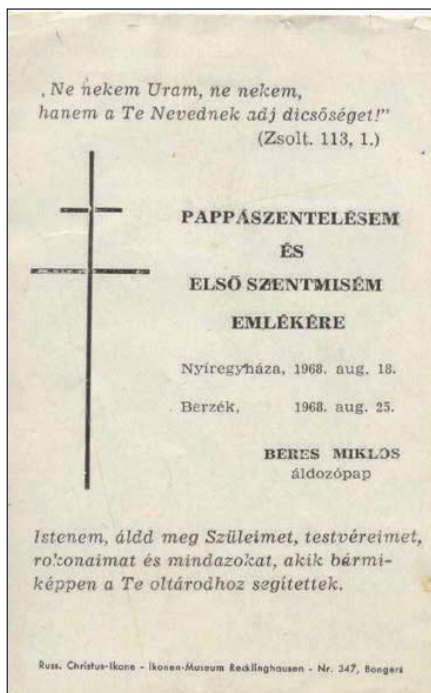 „Ne nekem Uram, ne nekem,
hanem a Te Nevednek adj dicsőséget!”
(Zsolt. 113, 1.)
PAPPÁSZENTELÉSEM
ÉS
ELSŐ SZENTMISÉM
EMLÉKÉRE
Nyíregyháza, 1968. aug. 18.
Berzék, 1968. aug. 25.
BÉRES MIKLÓS
áldozópap
Istenem, áldd meg Szüleimet, testvéreimet,
rokonaimat és mindazokat, akik bármi-
képpen a Te oltárodhoz segítettek.
Russ. Christus-Ikone - Ikonen-Museum Recklinghausen - Nr. 347, Bongers